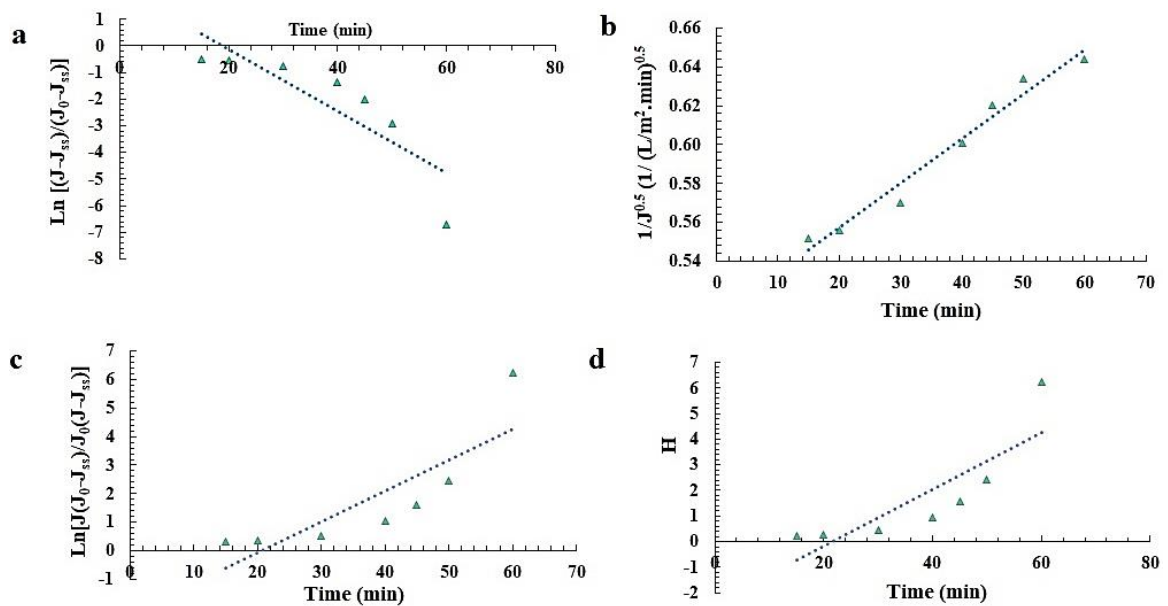 a
Time (min)
1
0
-1
-2
-3
-4
-5
-6
-7
-8
0 20 40 60 80
Ln [(J-Jss)/(J0-Jss)]
b
0.66
0.64
0.62
0.60
0.58
0.56
0.54
0 10 20 30 40 50 60 70
1/J0.5 (1/ (L/m2.min)0.5
Time (min)
c
7
6
5
4
3
2
1
0
-1
0 10 20 30 40 50 60 70
Ln[J(J0-Jss)/J0(J-Jss)]
Time (min)
d
7
6
5
4
3
2
1
0
-1
-2
0 20 40 60 80
H
Time (min)